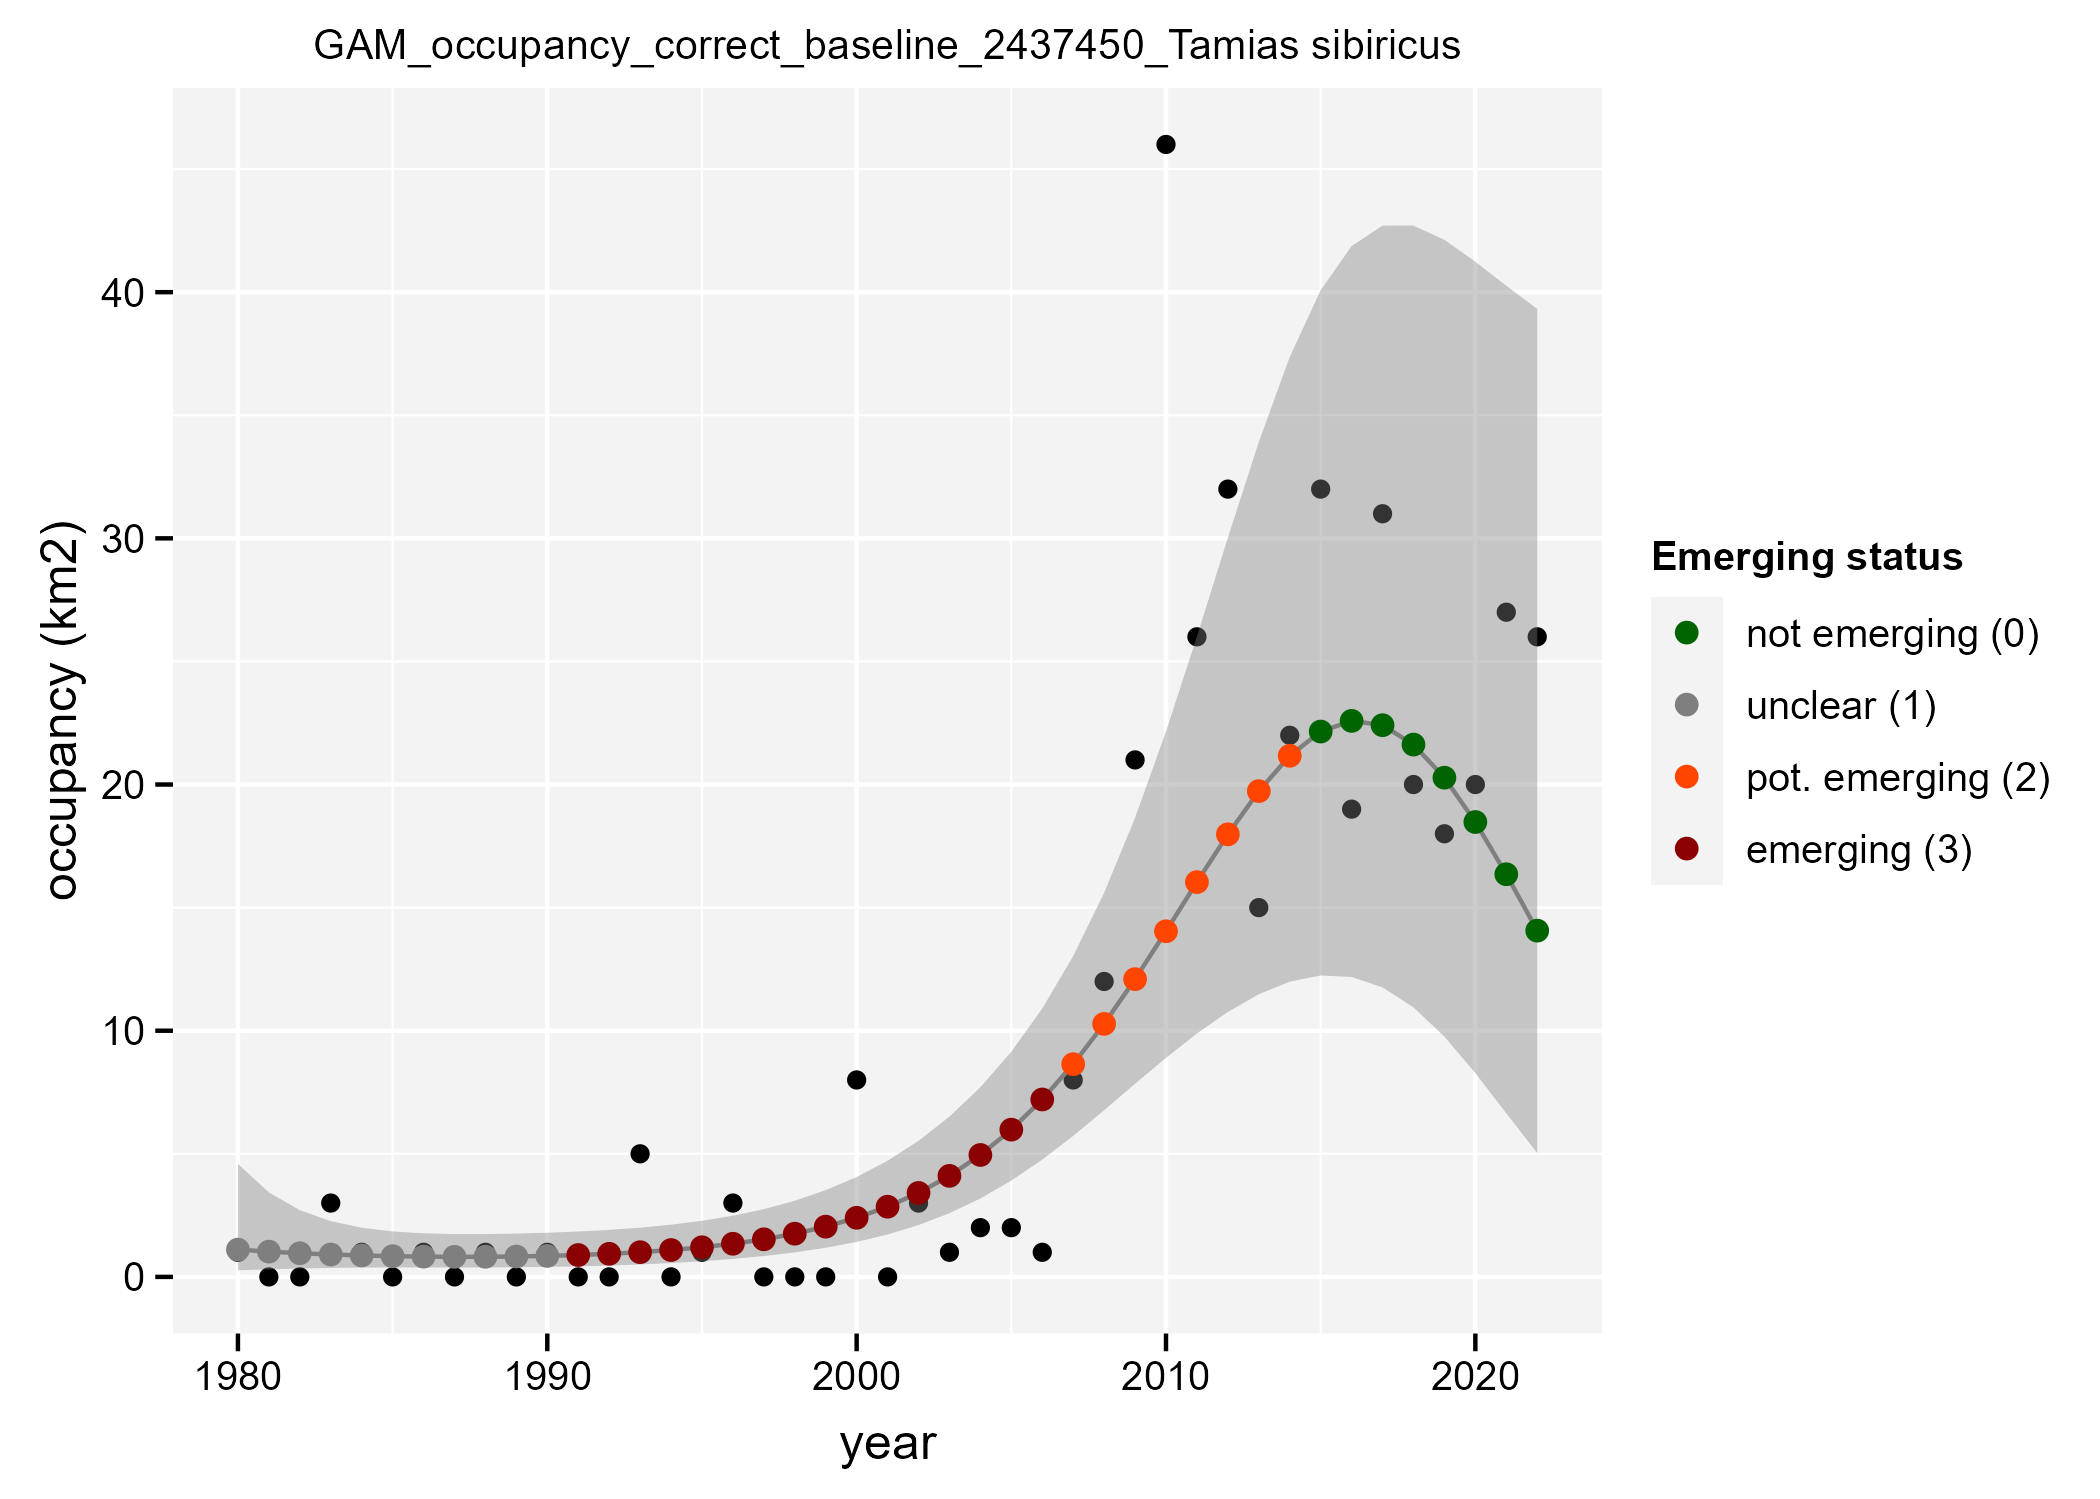 GAM_occupancy_correct_baseline_2437450_Tamias sibiricus
occupancy (km2)
40
30
20
10
0
1980 1990 2000 2010 2020
year
Emerging status
not emerging (0)
unclear (1)
pot. emerging (2)
emerging (3)